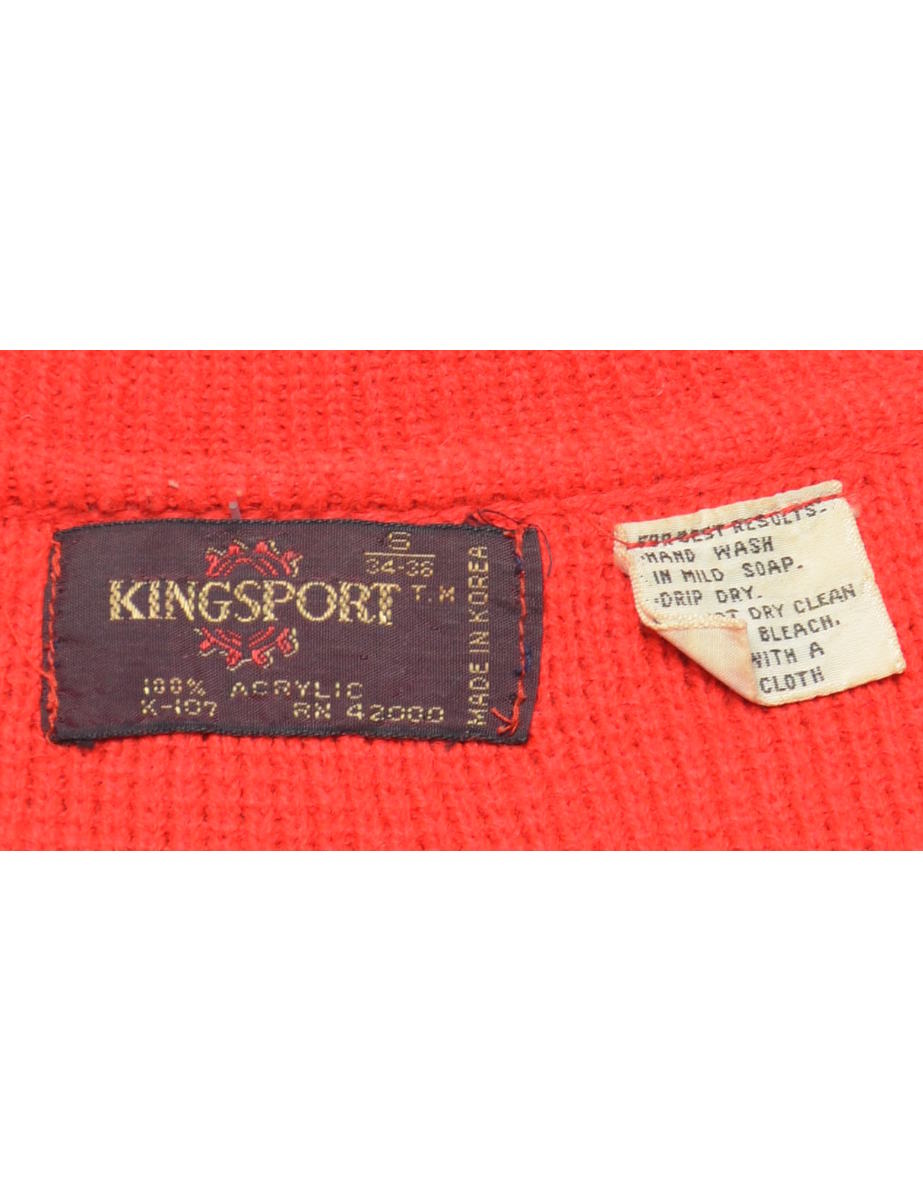 S
34-36
KINGSPORT T.M
100% ACRYLIC
K-107 RN 42000
MADE IN KOREA
FOR BEST RESULTS-
HAND WASH
IN MILD SOAP.
DRIP DRY.
DRY CLEAN
BLEACH.
WITH A
CLOTH